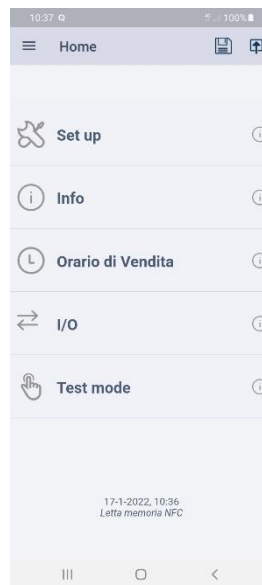 10:37 Q
100%
Home
Set up
Info
Orario di Vendita
I/O
Test mode
17-1-2022, 10:36
Letta memoria NFC